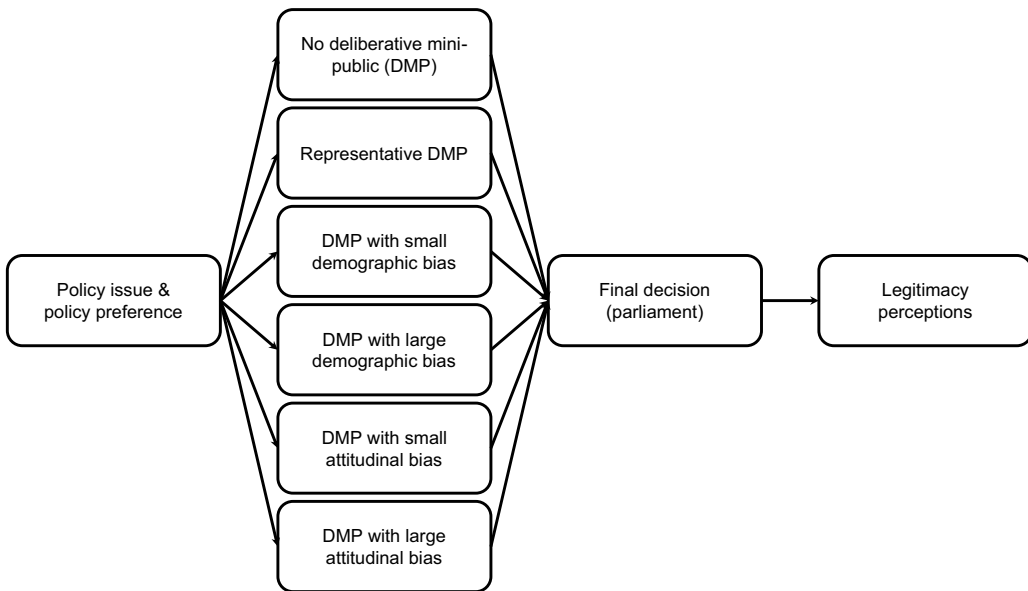 No deliberative mini-
public (DMP)
Representative DMP
DMP with small
demographic bias
Policy issue &
policy preference
DMP with large
demographic bias
DMP with small
attitudinal bias
DMP with large
attitudinal bias
Final decision
(parliament)
Legitimacy
perceptions